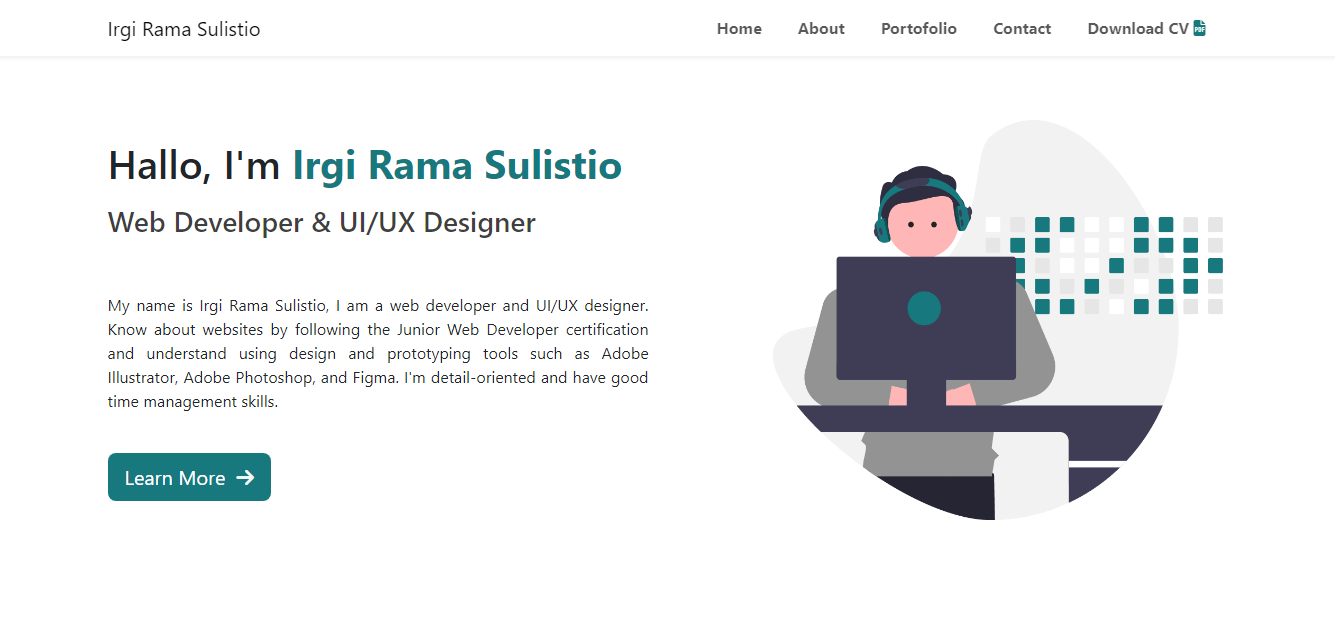 Irgi Rama Sulistio
Home About Portofolio Contact Download CV PDF
Hallo, I'm Irgi Rama Sulistio
Web Developer & UI/UX Designer
My name is Irgi Rama Sulistio, I am a web developer and UI/UX designer.
Know about websites by following the Junior Web Developer certification
and understand using design and prototyping tools such as Adobe
Illustrator, Adobe Photoshop, and Figma. I'm detail-oriented and have good
time management skills.
Learn More